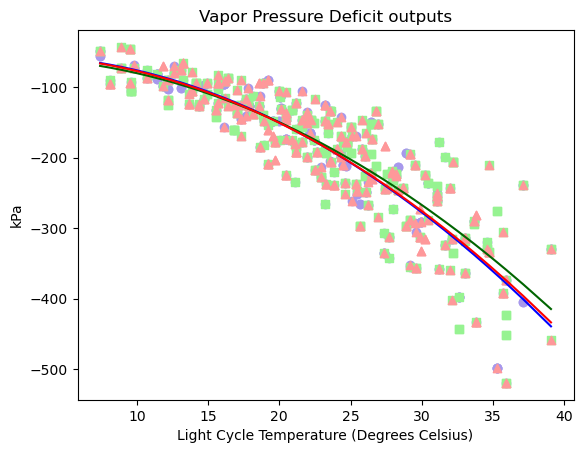 Vapor Pressure Deficit outputs
−100
−200
−300
−400
−500
kPa
10 15 20 25 30 35 40
Light Cycle Temperature (Degrees Celsius)